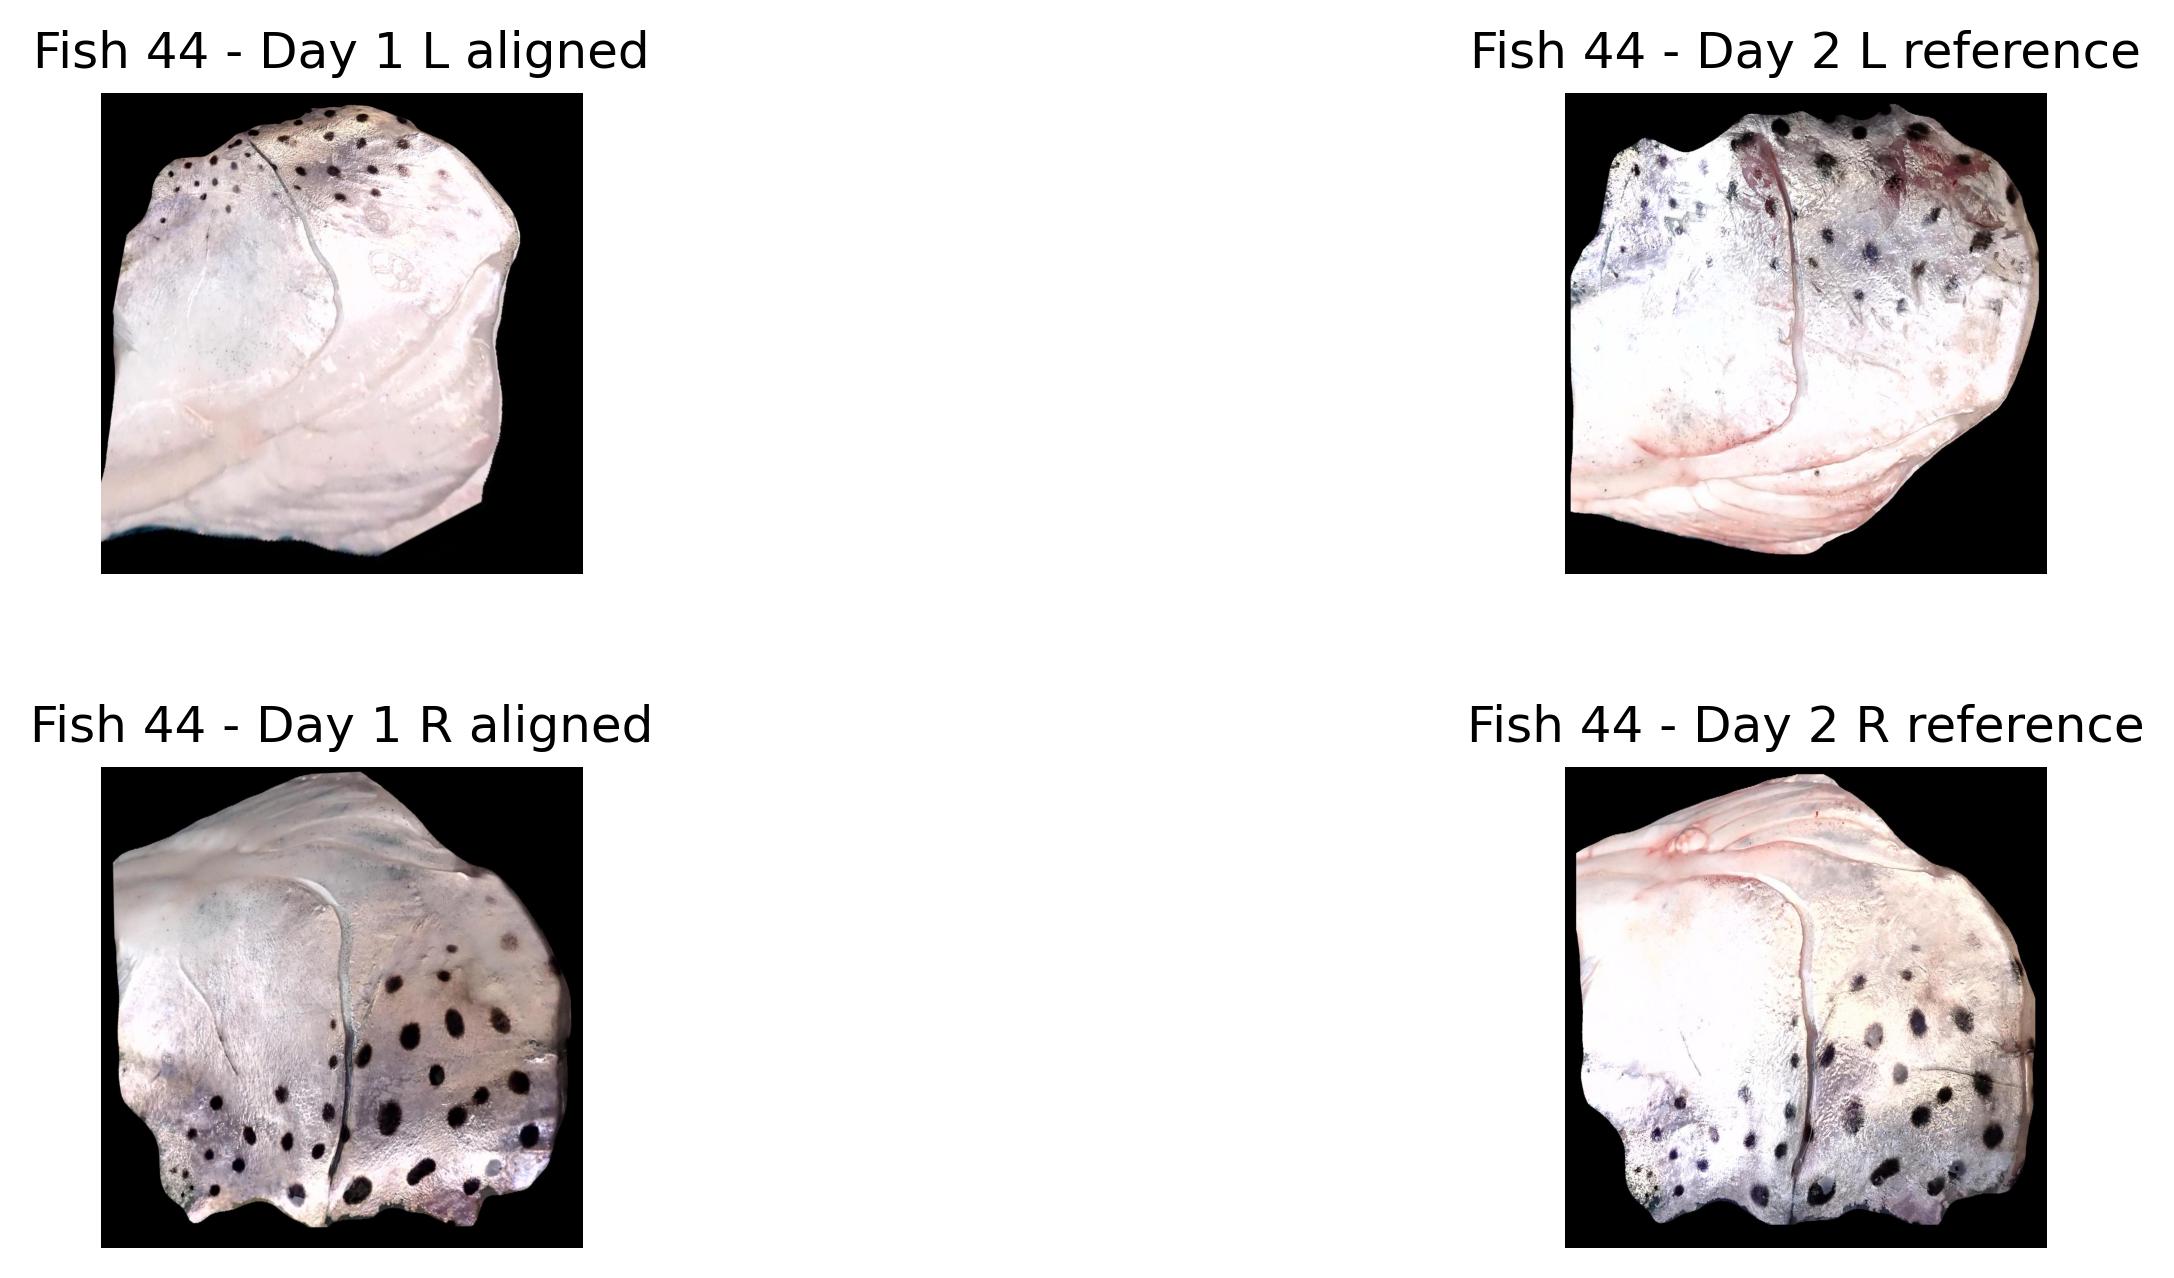 Fish 44 - Day 1 L aligned
Fish 44 - Day 2 L reference
Fish 44 - Day 1 R aligned
Fish 44 - Day 2 R reference